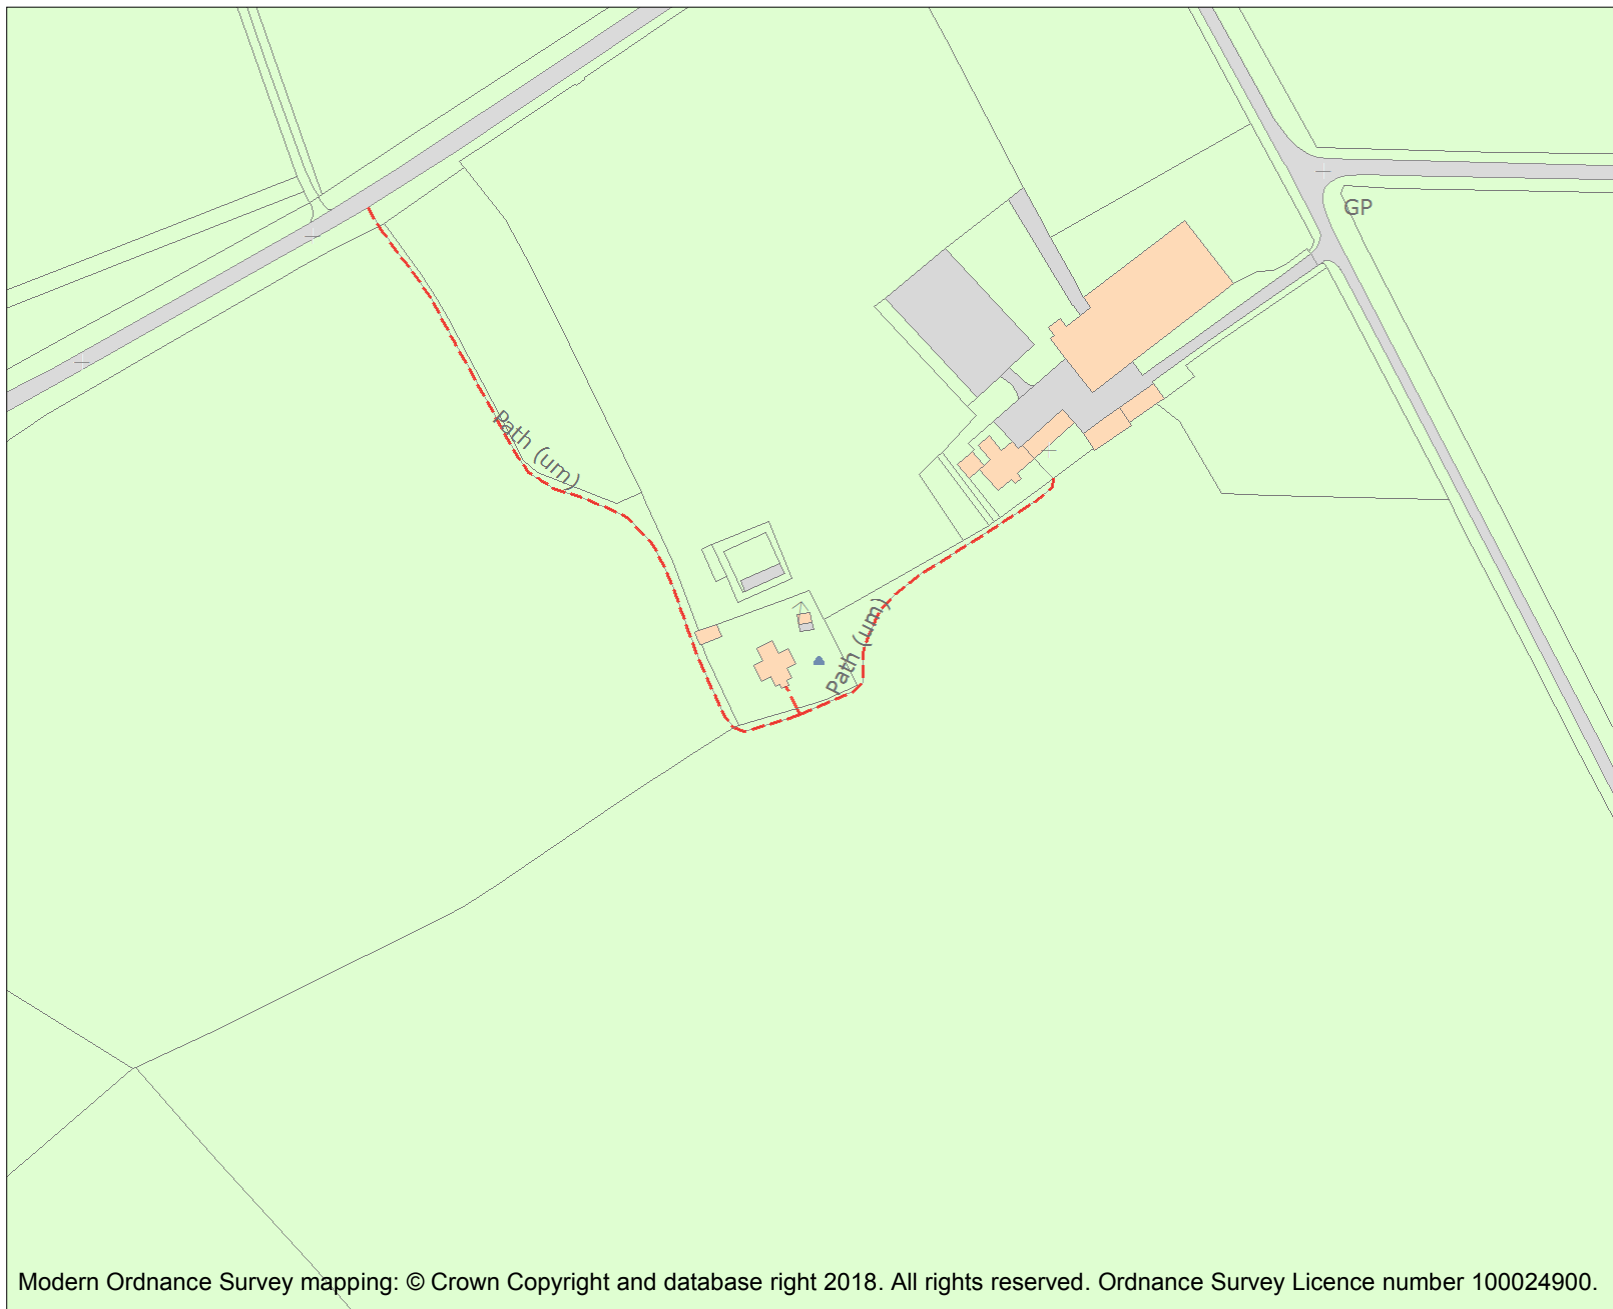 GP
Path (um)
Path (um)
Modern Ordnance Survey mapping: © Crown Copyright and database right 2018. All rights reserved. Ordnance Survey Licence number 100024900.